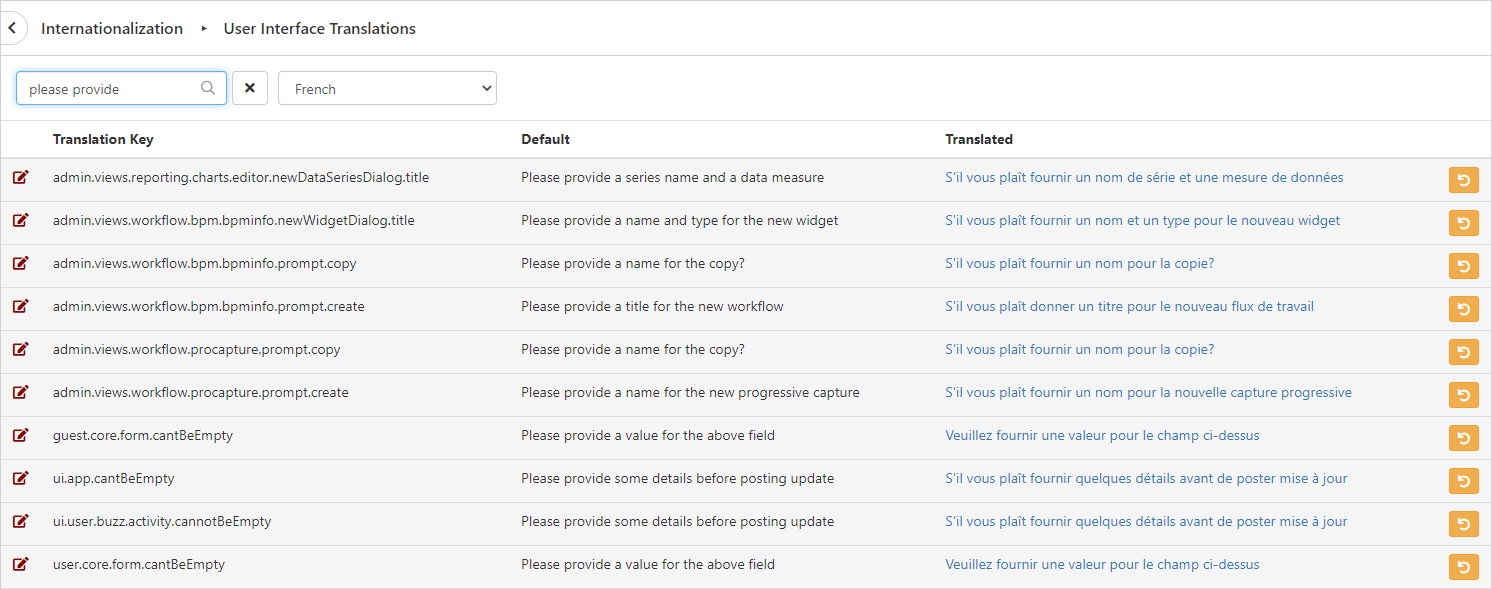 Internationalization ▸ User Interface Translations
please provide French
Translation Key Default Translated
admin.views.reporting.charts.editor.newDataSeriesDialog.title Please provide a series name and a data measure S'il vous plaît fournir un nom de série et une mesure de données
admin.views.workflow.bpm.bpminfo.newWidgetDialog.title Please provide a name and type for the new widget S'il vous plaît fournir un nom et un type pour le nouveau widget
admin.views.workflow.bpm.bpminfo.prompt.copy Please provide a name for the copy? S'il vous plaît fournir un nom pour la copie?
admin.views.workflow.bpm.bpminfo.prompt.create Please provide a title for the new workflow S'il vous plaît donner un titre pour le nouveau flux de travail
admin.views.workflow.procapture.prompt.copy Please provide a name for the copy? S'il vous plaît fournir un nom pour la copie?
admin.views.workflow.procapture.prompt.create Please provide a name for the new progressive capture S'il vous plaît fournir un nom pour la nouvelle capture progressive
guest.core.form.cantBeEmpty Please provide a value for the above field Veuillez fournir une valeur pour le champ ci-dessus
ui.app.cantBeEmpty Please provide some details before posting update S'il vous plaît fournir quelques détails avant de poster mise à jour
ui.user.buzz.activity.cannotBeEmpty Please provide some details before posting update S'il vous plaît fournir quelques détails avant de poster mise à jour
user.core.form.cantBeEmpty Please provide a value for the above field Veuillez fournir une valeur pour le champ ci-dessus